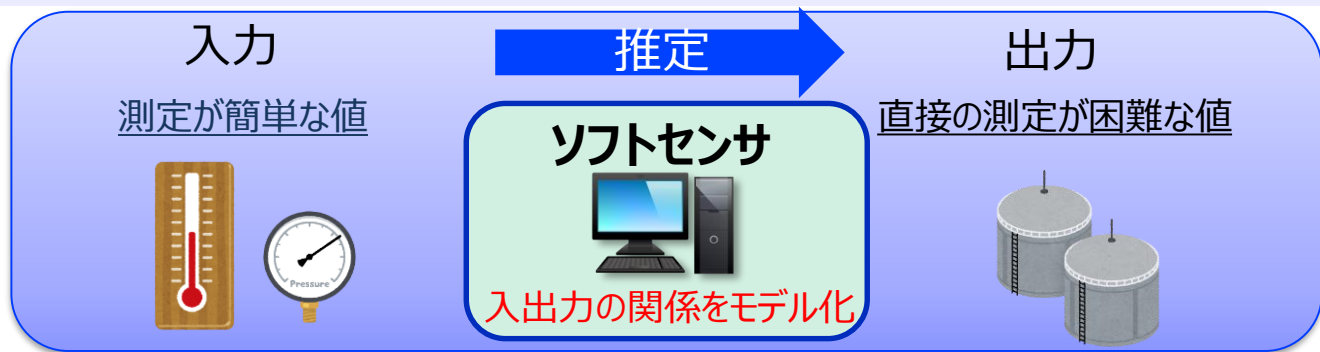 入力
推定
出力
測定が簡単な値
ソフトセンサ
直接の測定が困難な値
Pressure
入出力の関係をモデル化